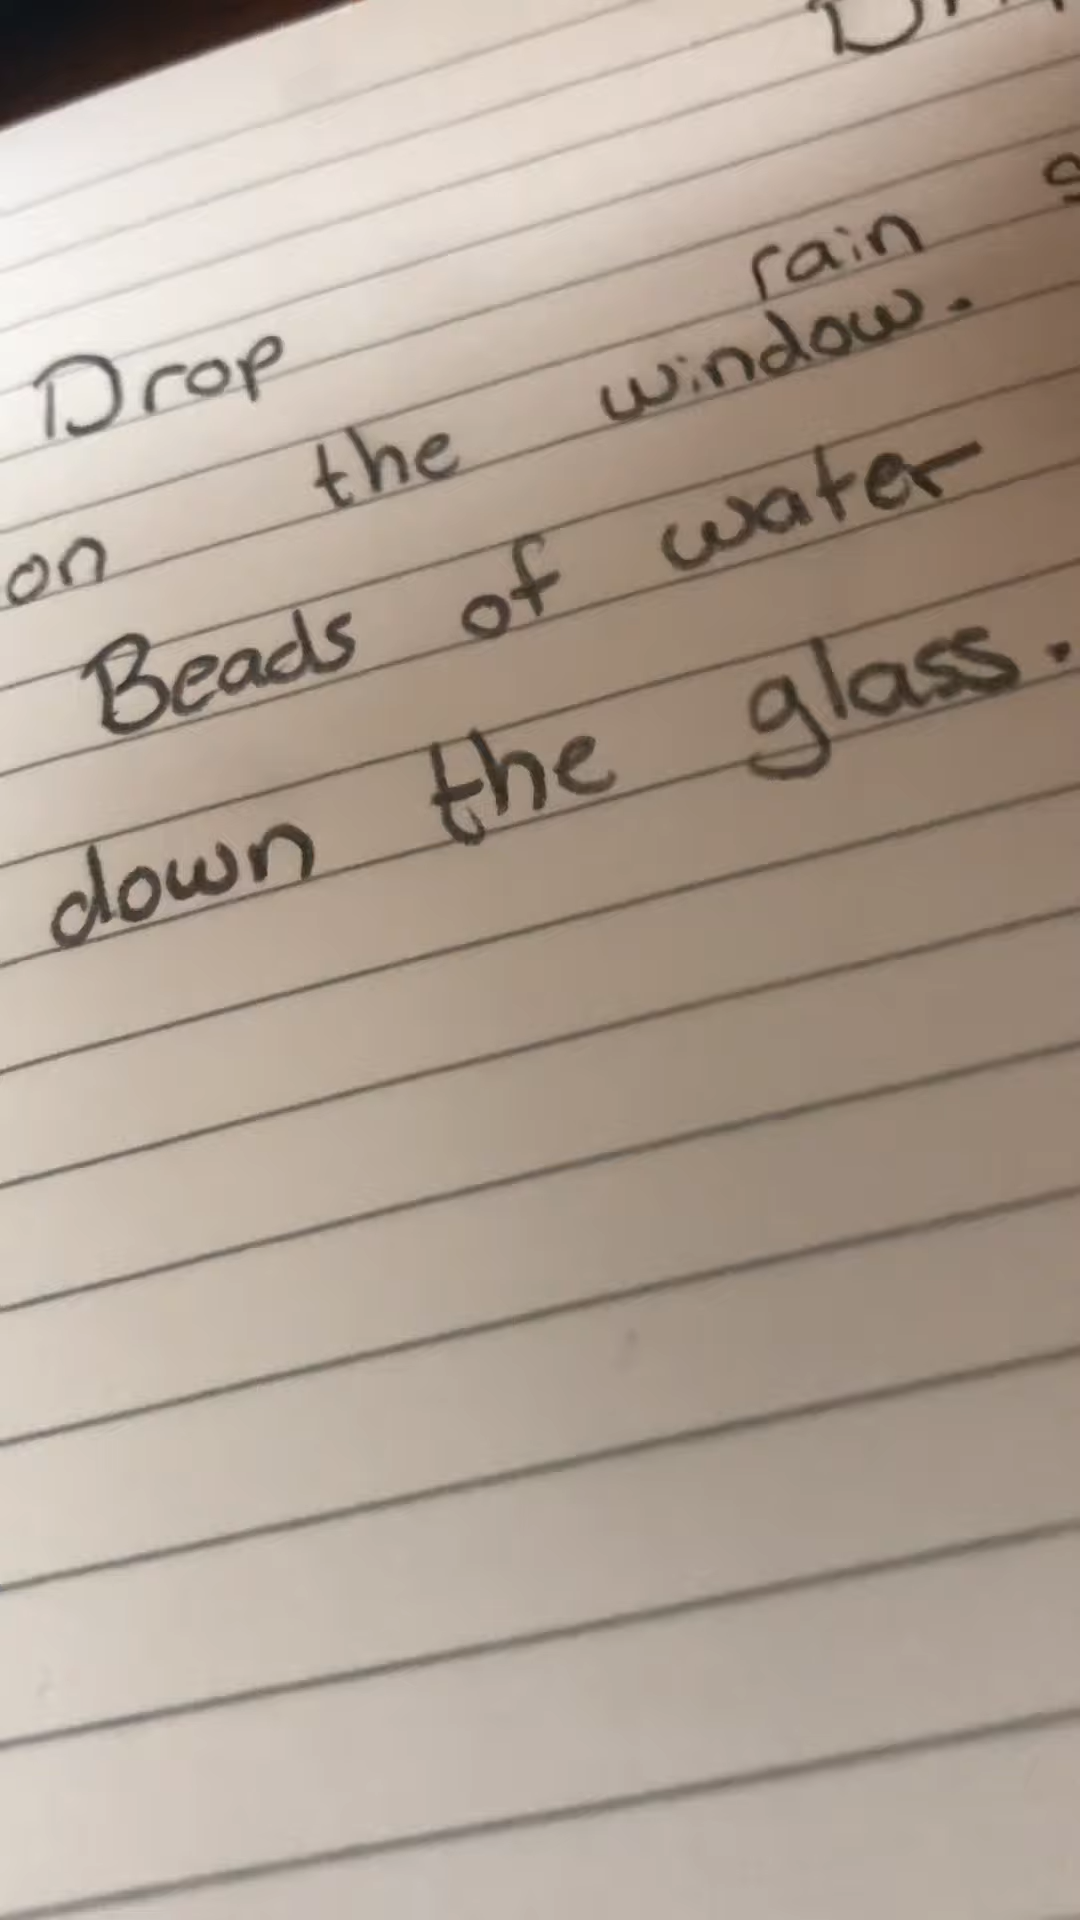 Drop rain
on the window.
Beads of water
down the glass.